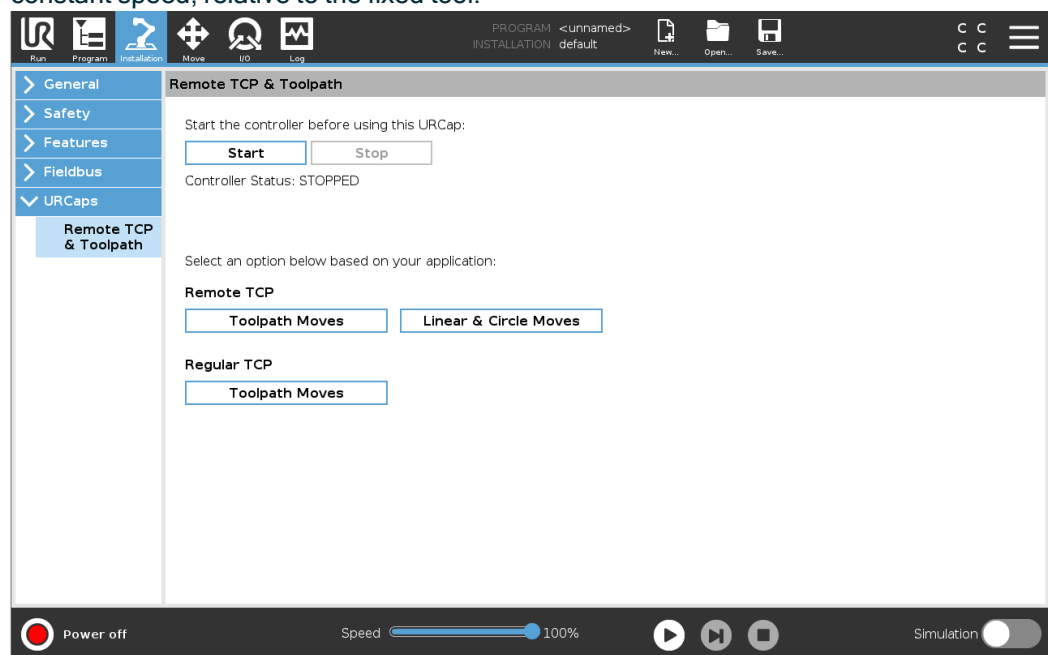 constant speed, relative to the fixed tool.
UR
PROGRAM <unnamed>
INSTALLATION default
Run Program Installation Move I/O Log New... Open... Save...
C C
C C
General
Remote TCP & Toolpath
Safety
Start the controller before using this URCap:
Features
Start Stop
Fieldbus
Controller Status: STOPPED
URCaps
Remote TCP
& Toolpath
Select an option below based on your application:
Remote TCP
Toolpath Moves Linear & Circle Moves
Regular TCP
Toolpath Moves
Power off Speed 100% Simulation